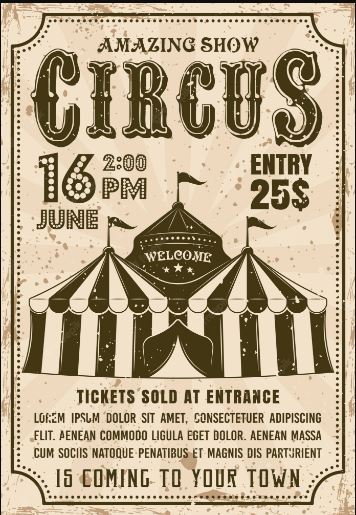 AMAZING SHOW
CIRCUS
16 JUNE
2:00 PM
ENTRY
25$
WELCOME
TICKETS SOLD AT ENTRANCE
LOREM IPSUM DOLOR SIT AMET, CONSECTETUER ADIPISCING
ELIT. AENEAN COMMODO LIGULA EGET DOLOR. AENEAN MASSA
CUM SOCIIS NATOQUE PENATIBUS ET MAGNIS DIS PARTURIENT
IS COMING TO YOUR TOWN